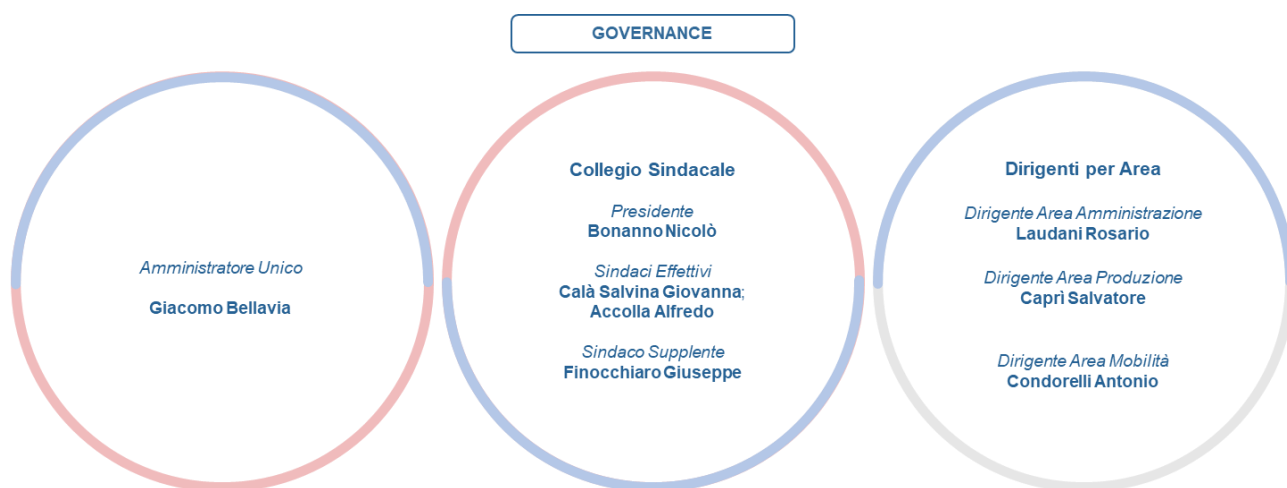 GOVERNANCE
Amministratore Unico
Giacomo Bellavia
Collegio Sindacale
Presidente
Bonanno Nicolò
Sindaci Effettivi
Calà Salvina Giovanna;
Accolla Alfredo
Sindaco Supplente
Finocchiaro Giuseppe
Dirigenti per Area
Dirigente Area Amministrazione
Laudani Rosario
Dirigente Area Produzione
Caprì Salvatore
Dirigente Area Mobilità
Condorelli Antonio